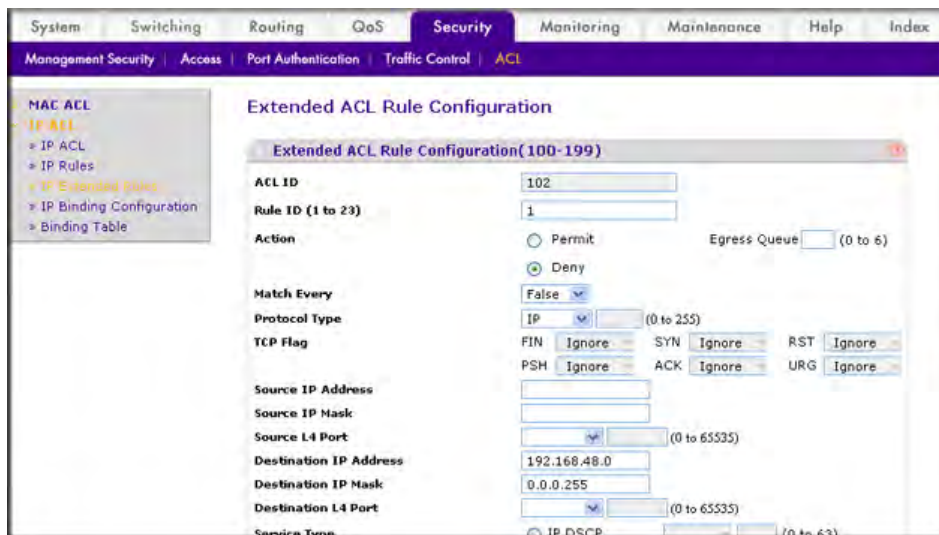 System Switching Routing QoS Security Monitoring Maintenance Help Index
Management Security | Access | Port Authentication | Traffic Control | ACL
MAC ACL
IP ACL
» IP ACL
» IP Rules
» IP Extended Rules
» IP Binding Configuration
» Binding Table
Extended ACL Rule Configuration
Extended ACL Rule Configuration(100-199)
ACL ID 102
Rule ID (1 to 23) 1
Action Permit Egress Queue (0 to 6)
Deny
Match Every False
Protocol Type IP (0 to 255)
TCP Flag FIN Ignore SYN Ignore RST Ignore
PSH Ignore ACK Ignore URG Ignore
Source IP Address
Source IP Mask
Source L4 Port (0 to 65535)
Destination IP Address 192.168.48.0
Destination IP Mask 0.0.0.255
Destination L4 Port (0 to 65535)
Service Type IP DSCP (0 to 63)